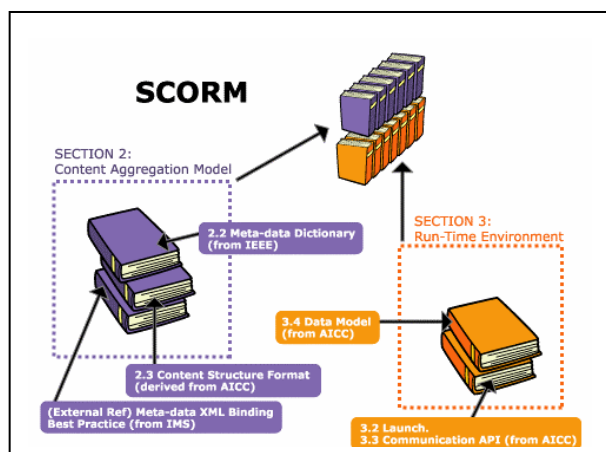 SCORM
SECTION 2:
Content Aggregation Model
2.2 Meta-data Dictionary
(from IEEE)
2.3 Content Structure Format
(derived from AICC)
(External Ref) Meta-data XML Binding
Best Practice (from IMS)
SECTION 3:
Run-Time Environment
3.4 Data Model
(from AICC)
3.2 Launch.
3.3 Communication API (from AICC)